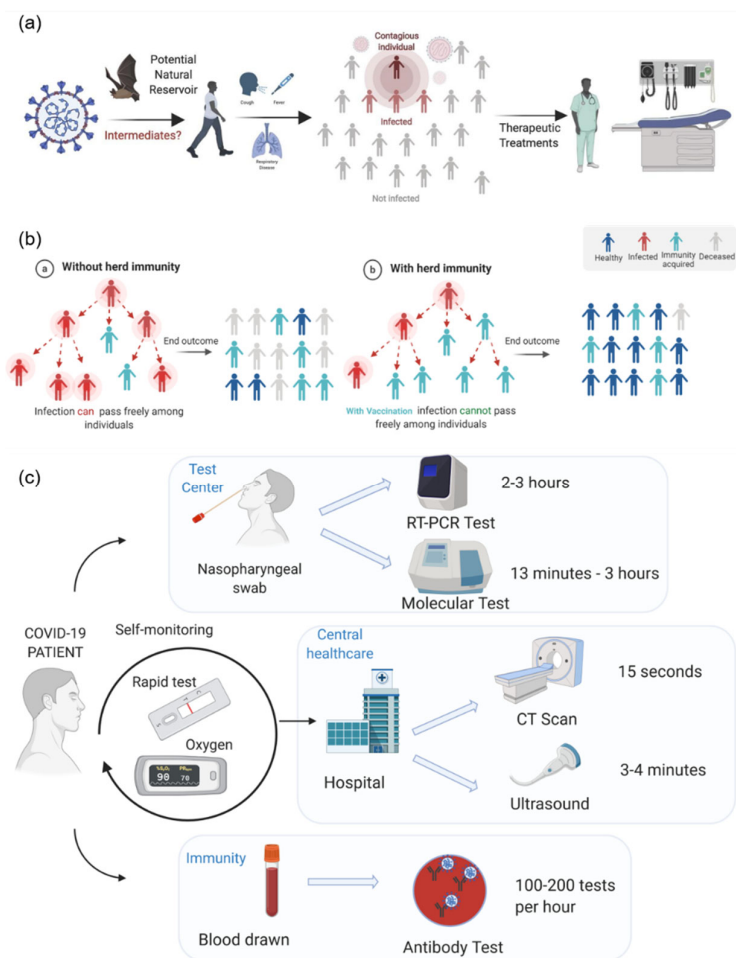 (a)
Potential
Natural
Reservoir
Intermediates?
Cough
Fever
Respiratory
Disease
Contagious
Individual
Infected
Not infected
Therapeutic
Treatments
(b)
a
Without herd immunity
End outcome
Infection can pass freely among
individuals
b
With herd immunity
End outcome
With Vaccination infection cannot pass
freely among individuals
Healthy
Infected
Immunity
acquired
Deceased
(c)
Test
Center
Nasopharyngeal
swab
RT-PCR Test
2-3 hours
Molecular Test
13 minutes - 3 hours
COVID-19
PATIENT
Self-monitoring
Rapid test
Oxygen
90
70
Central
healthcare
Hospital
CT Scan
15 seconds
Ultrasound
3-4 minutes
Immunity
Blood drawn
Antibody Test
100-200 tests
per hour